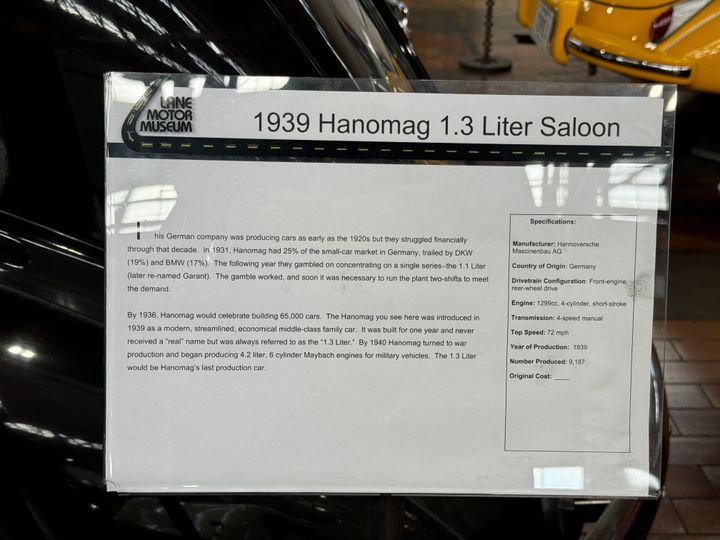 LANE
MOTOR
MUSEUM
1939 Hanomag 1.3 Liter Saloon
This German company was producing cars as early as the 1920s but they struggled financially
through that decade. In 1931, Hanomag had 25% of the small-car market in Germany, trailed by DKW
(19%) and BMW (17%). The following year they gambled on concentrating on a single series--the 1.1 Liter
(later re-named Garant). The gamble worked, and soon it was necessary to run the plant two-shifts to meet
the demand.
By 1936, Hanomag would celebrate building 65,000 cars. The Hanomag you see here was introduced in
1939 as a modern, streamlined, economical middle-class family car. It was built for one year and never
received a "real" name but was always referred to as the "1.3 Liter." By 1940 Hanomag turned to war
production and began producing 4.2 liter, 6 cylinder Maybach engines for military vehicles. The 1.3 Liter
would be Hanomag's last production car.
Specifications:
Manufacturer: Hannoversche
Mascinenbau AG
Country of Origin: Germany
Drivetrain Configuration: Front-engine,
rear-wheel drive
Engine: 1299cc, 4-cylinder, short-stroke
Transmission: 4-speed manual
Top Speed: 72 mph
Year of Production: 1939
Number Produced: 9,187
Original Cost: ____